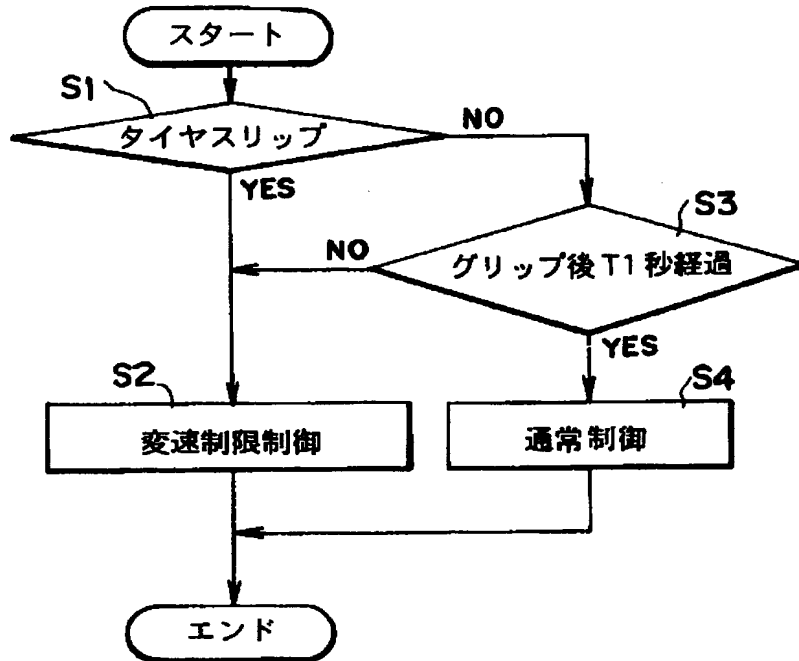 スタート
S1
タイヤスリップ
NO
YES
S3
NO
グリップ後T1秒経過
YES
S2
S4
変速制限制御
通常制御
エンド